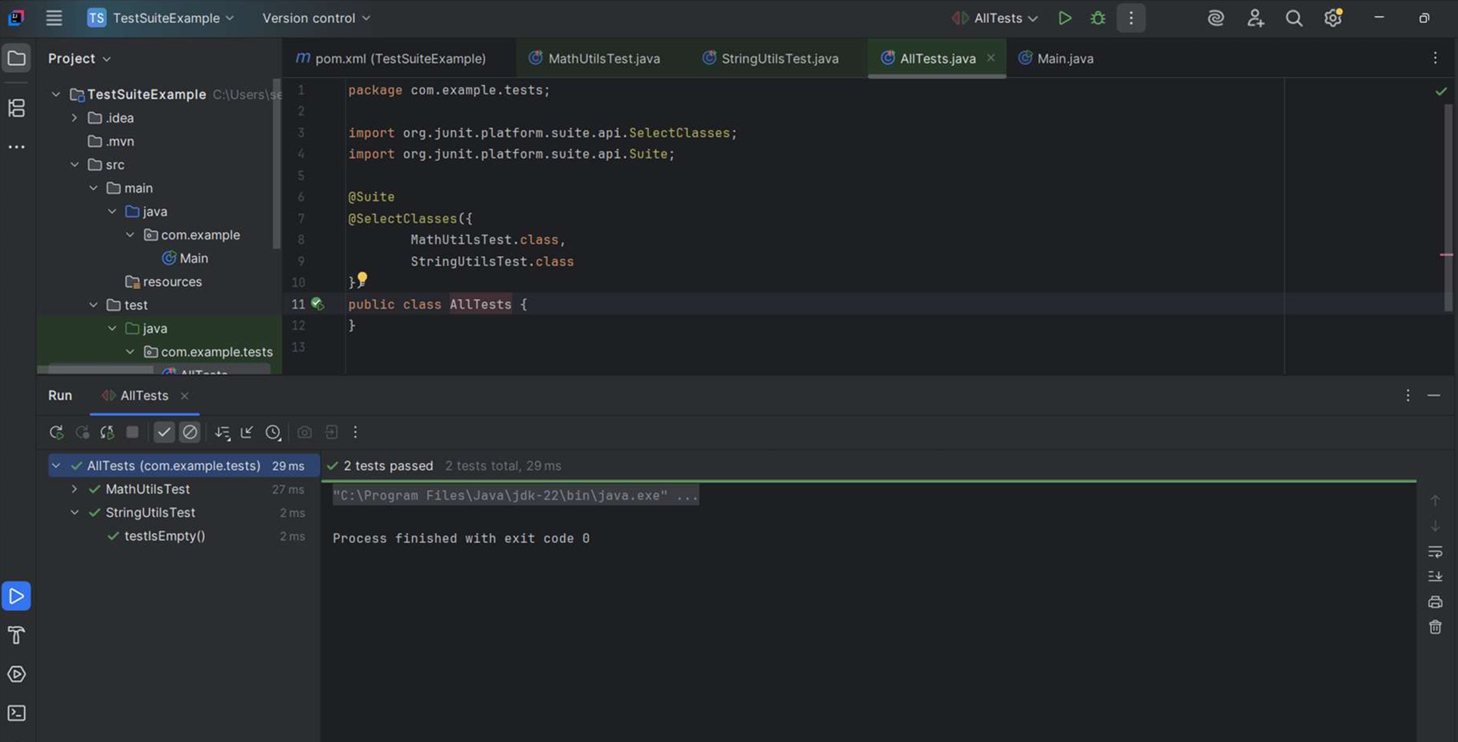 TS TestSuiteExample Version control AllTests
Project
pom.xml (TestSuiteExample) MathUtilsTest.java StringUtilsTest.java AllTests.java Main.java
TestSuiteExample C:\Users\se
.idea
.mvn
src
main
java
com.example
Main
resources
test
java
com.example.tests
AllTests
1 package com.example.tests;
2
3 import org.junit.platform.suite.api.SelectClasses;
4 import org.junit.platform.suite.api.Suite;
5
6 @Suite
7 @SelectClasses({
8 MathUtilsTest.class,
9 StringUtilsTest.class
10 })
11 public class AllTests {
12 }
13
Run AllTests
AllTests (com.example.tests) 29 ms
MathUtilsTest 27 ms
StringUtilsTest 2 ms
testIsEmpty() 2 ms
2 tests passed 2 tests total, 29 ms
"C:\Program Files\Java\jdk-22\bin\java.exe" ...
Process finished with exit code 0